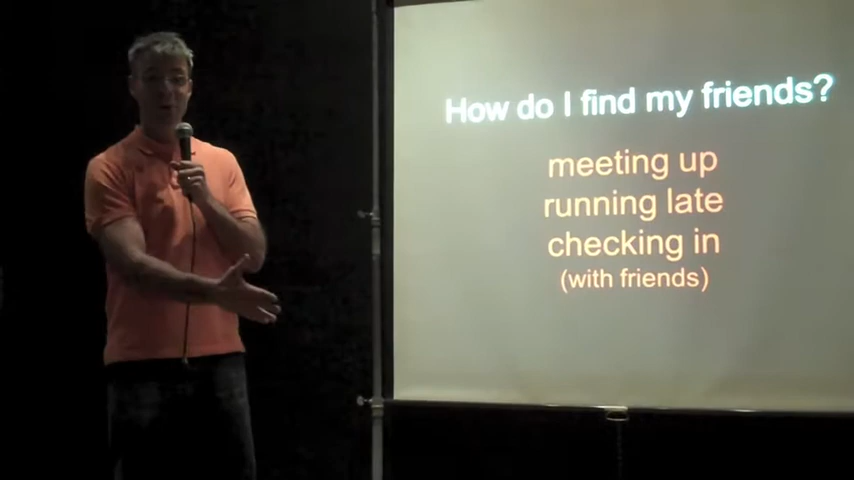 How do I find my friends?
meeting up
running late
checking in
(with friends)